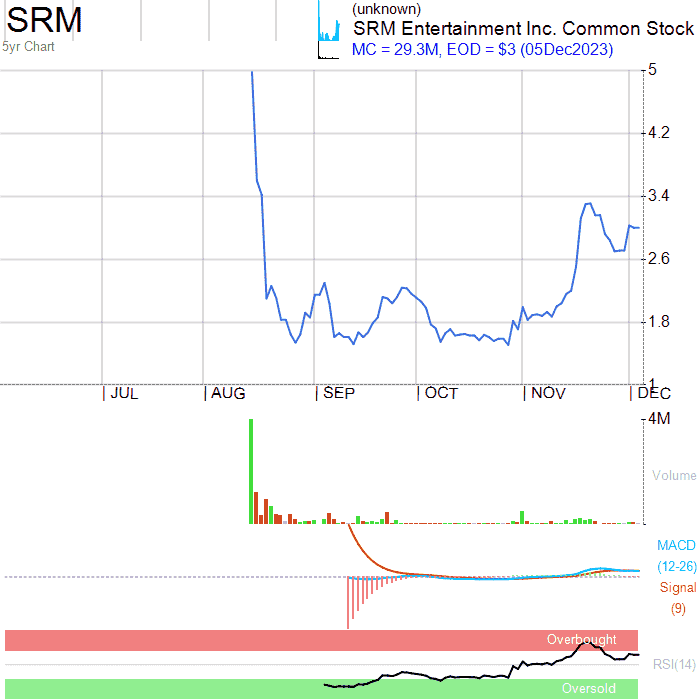 SRM
5yr Chart
(unknown)
SRM Entertainment Inc. Common Stock
MC = 29.3M, EOD = $3 (05Dec2023)
5
4.2
3.4
2.6
1.8
1
JUL AUG SEP OCT NOV DEC
4M
Volume
MACD
(12-26)
Signal
(9)
Overbought
RSI(14)
Oversold